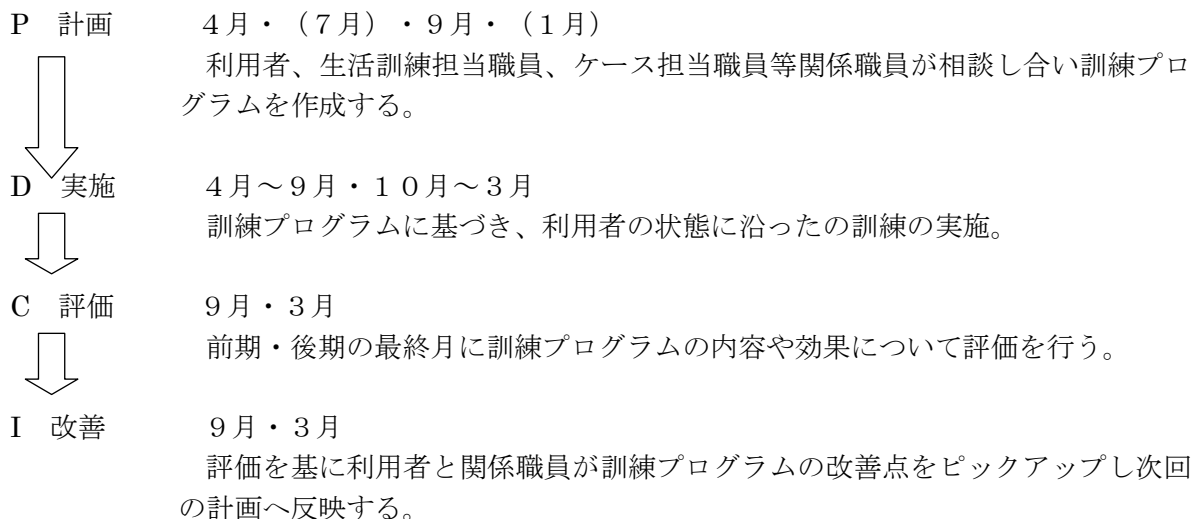 P 計画 ４月・（７月）・９月・（１月）
利用者、生活訓練担当職員、ケース担当職員等関係職員が相談し合い訓練プロ
グラムを作成する。
D 実施 ４月～９月・１０月～３月
訓練プログラムに基づき、利用者の状態に沿ったの訓練の実施。
C 評価 ９月・３月
前期・後期の最終月に訓練プログラムの内容や効果について評価を行う。
I 改善 ９月・３月
評価を基に利用者と関係職員が訓練プログラムの改善点をピックアップし次回
の計画へ反映する。